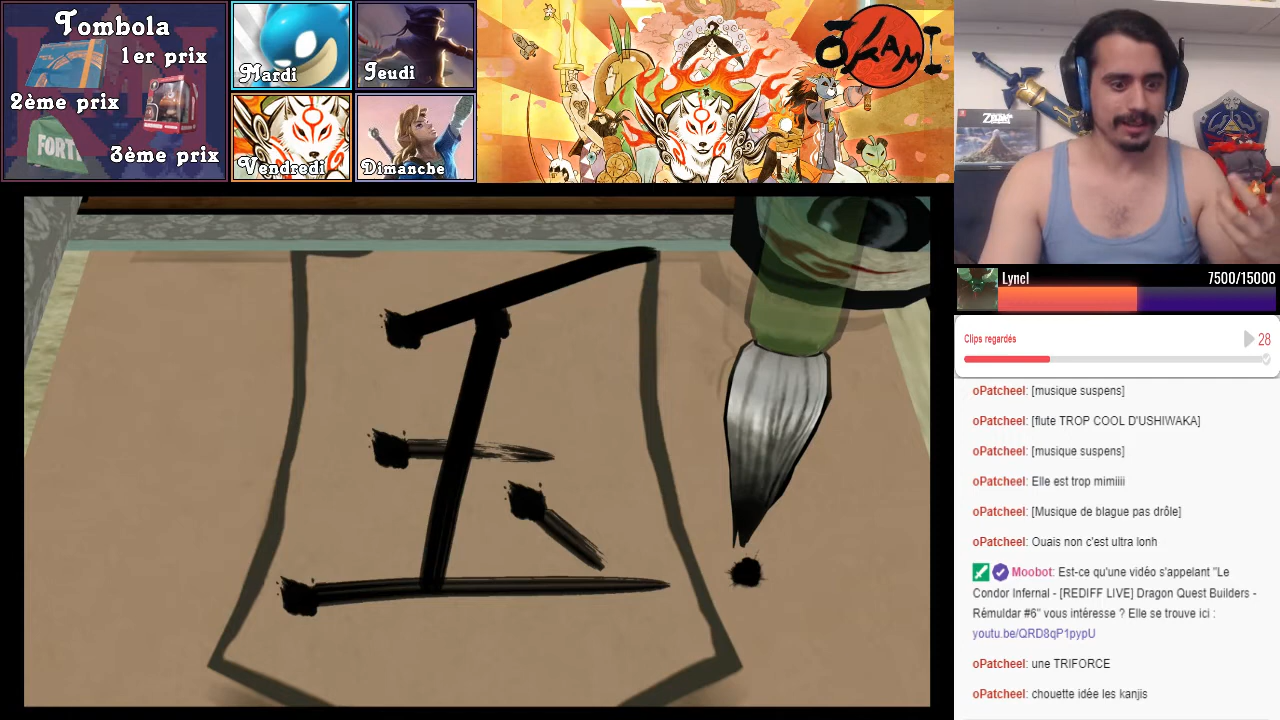 Tombola
1er prix
2ème prix
FORT
3ème prix
Mardi
Jeudi
Vendredi
Dimanche
ŌKAMI
ZELDA
玉
Lynel
7500/15000
Clips regardés
28
oPatcheel: [musique suspens]
oPatcheel: [flute TROP COOL D'USHIWAKA]
oPatcheel: [musique suspens]
oPatcheel: Elle est trop mimiiii
oPatcheel: [Musique de blague pas drôle]
oPatcheel: Ouais non c'est ultra lonh
Moobot: Est-ce qu'une vidéo s'appelant "Le
Condor Infernal - [REDIFF LIVE] Dragon Quest Builders -
Rémuldar #6" vous intéresse ? Elle se trouve ici :
youtu.be/QRD8qP1pypU
oPatcheel: une TRIFORCE
oPatcheel: chouette idée les kanjis